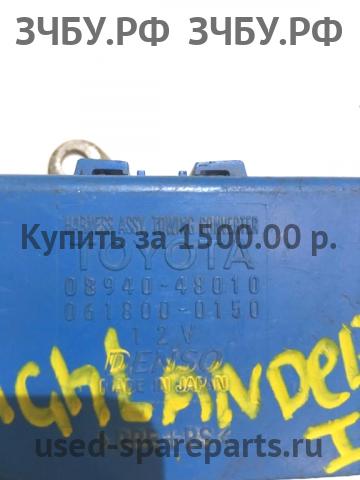 ЗЧБУ.РФ ЗЧБУ.РФ
HARNESS ASSY, TOWING CONVERTER
Купить за 1500.00 р.
TOYOTA
08940-48010
061800-0150
12V
DENSO
MADE IN JAPAN
IGHLANDER
I
used-spareparts.ru